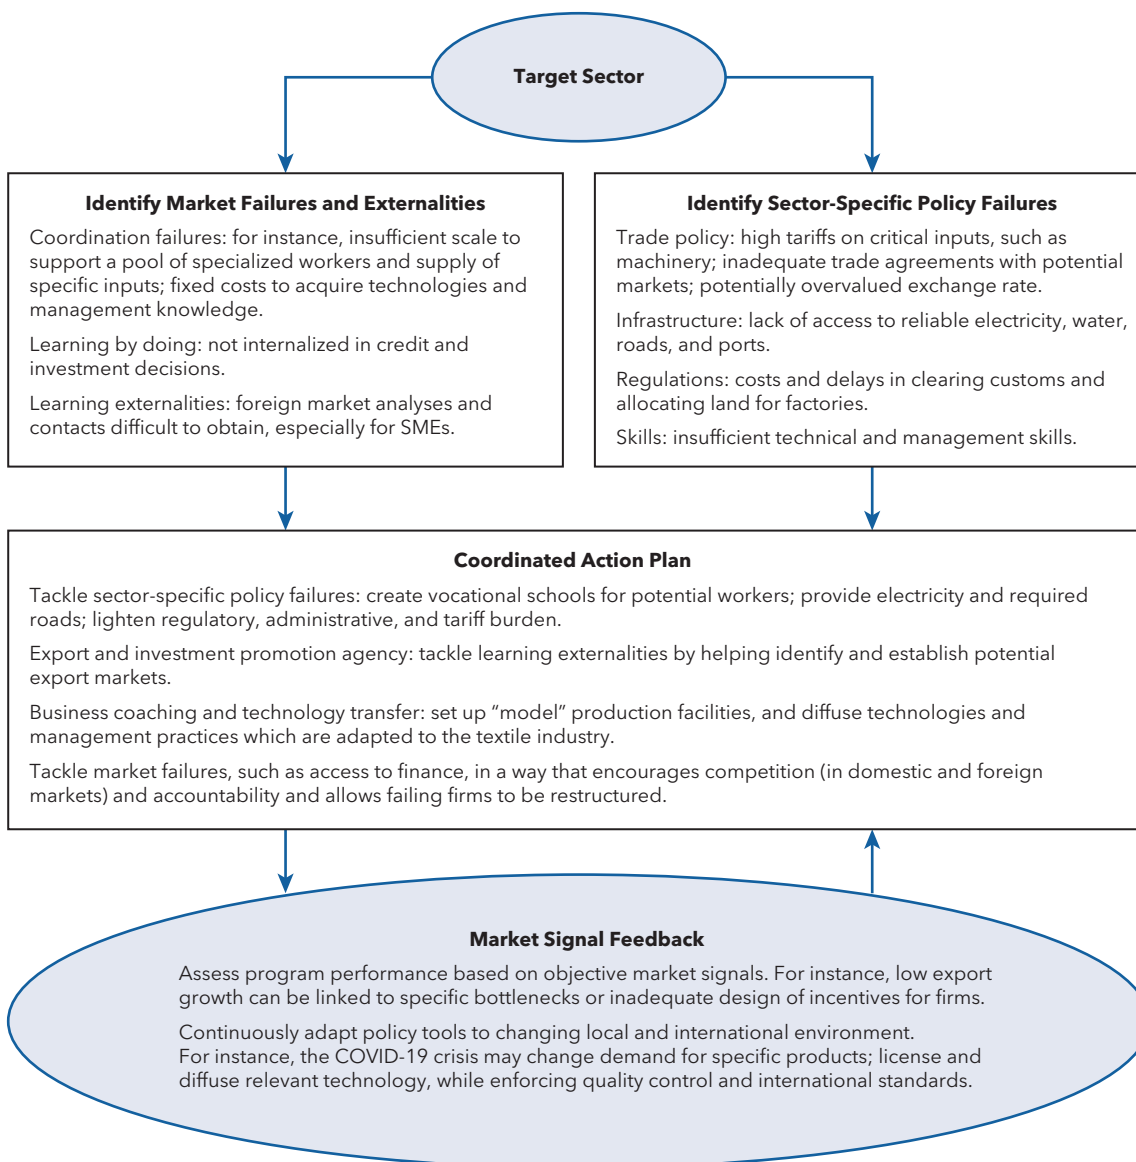 Target Sector
Identify Market Failures and Externalities
Coordination failures: for instance, insufficient scale to
support a pool of specialized workers and supply of
specific inputs; fixed costs to acquire technologies and
management knowledge.
Learning by doing: not internalized in credit and
investment decisions.
Learning externalities: foreign market analyses and
contacts difficult to obtain, especially for SMEs.
Identify Sector-Specific Policy Failures
Trade policy: high tariffs on critical inputs, such as
machinery; inadequate trade agreements with potential
markets; potentially overvalued exchange rate.
Infrastructure: lack of access to reliable electricity, water,
roads, and ports.
Regulations: costs and delays in clearing customs and
allocating land for factories.
Skills: insufficient technical and management skills.
Coordinated Action Plan
Tackle sector-specific policy failures: create vocational schools for potential workers; provide electricity and required
roads; lighten regulatory, administrative, and tariff burden.
Export and investment promotion agency: tackle learning externalities by helping identify and establish potential
export markets.
Business coaching and technology transfer: set up “model” production facilities, and diffuse technologies and
management practices which are adapted to the textile industry.
Tackle market failures, such as access to finance, in a way that encourages competition (in domestic and foreign
markets) and accountability and allows failing firms to be restructured.
Market Signal Feedback
Assess program performance based on objective market signals. For instance, low export
growth can be linked to specific bottlenecks or inadequate design of incentives for firms.
Continuously adapt policy tools to changing local and international environment.
For instance, the COVID-19 crisis may change demand for specific products; license and
diffuse relevant technology, while enforcing quality control and international standards.